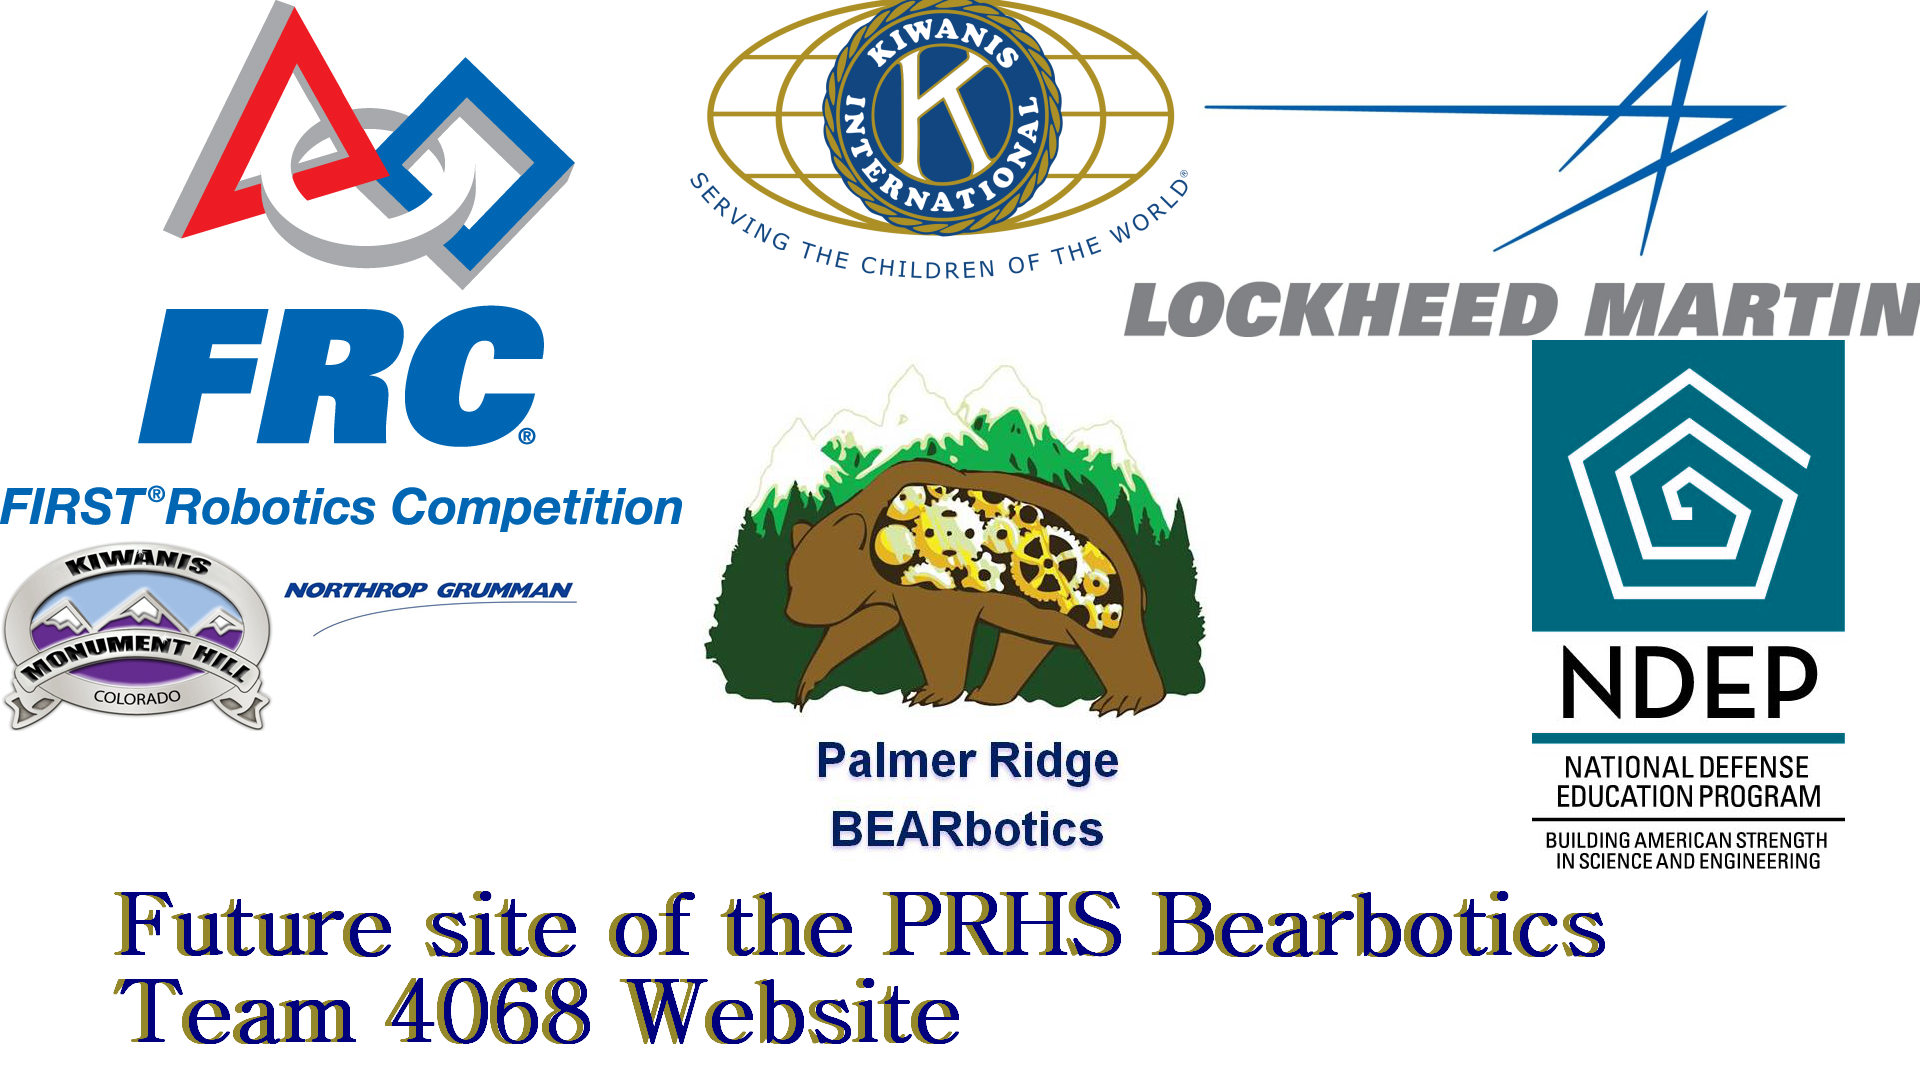 FRC®
FIRST®Robotics Competition
KIWANIS
INTERNATIONAL
K
SERVING THE CHILDREN OF THE WORLD®
LOCKHEED MARTIN
KIWANIS
MONUMENT HILL
COLORADO
NORTHROP GRUMMAN
NDEP
NATIONAL DEFENSE
EDUCATION PROGRAM
BUILDING AMERICAN STRENGTH
IN SCIENCE AND ENGINEERING
Palmer Ridge
BEARbotics
Future site of the PRHS Bearbotics
Team 4068 Website